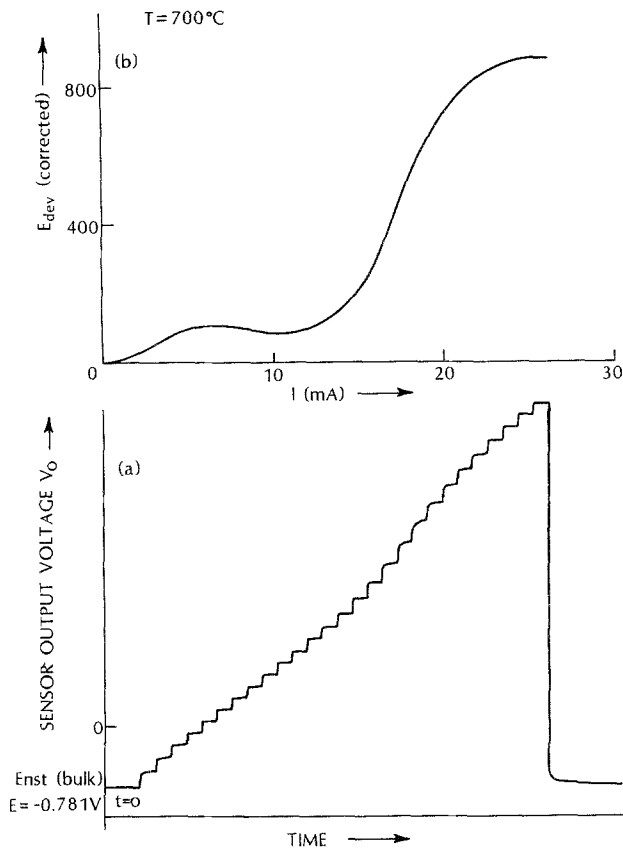 T=700°C
(b)
E_dev (corrected)
800
400
0
10
20
30
I (mA)
(a)
SENSOR OUTPUT VOLTAGE V_O
0
Enst (bulk)
E= -0.781V
t=o
TIME